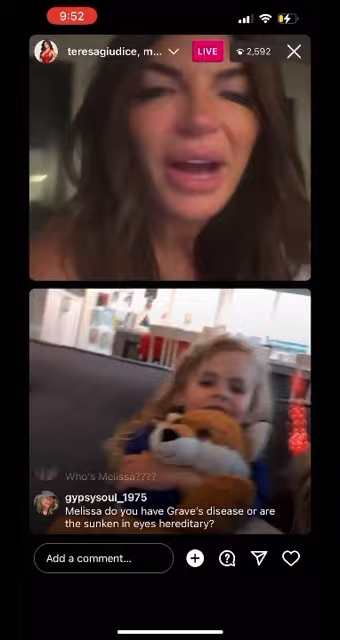 9:52
teresagiudice, m...
LIVE
2,592
Who's Melissa????
gypsysoul_1975
Melissa do you have Grave's disease or are
the sunken in eyes hereditary?
Add a comment...